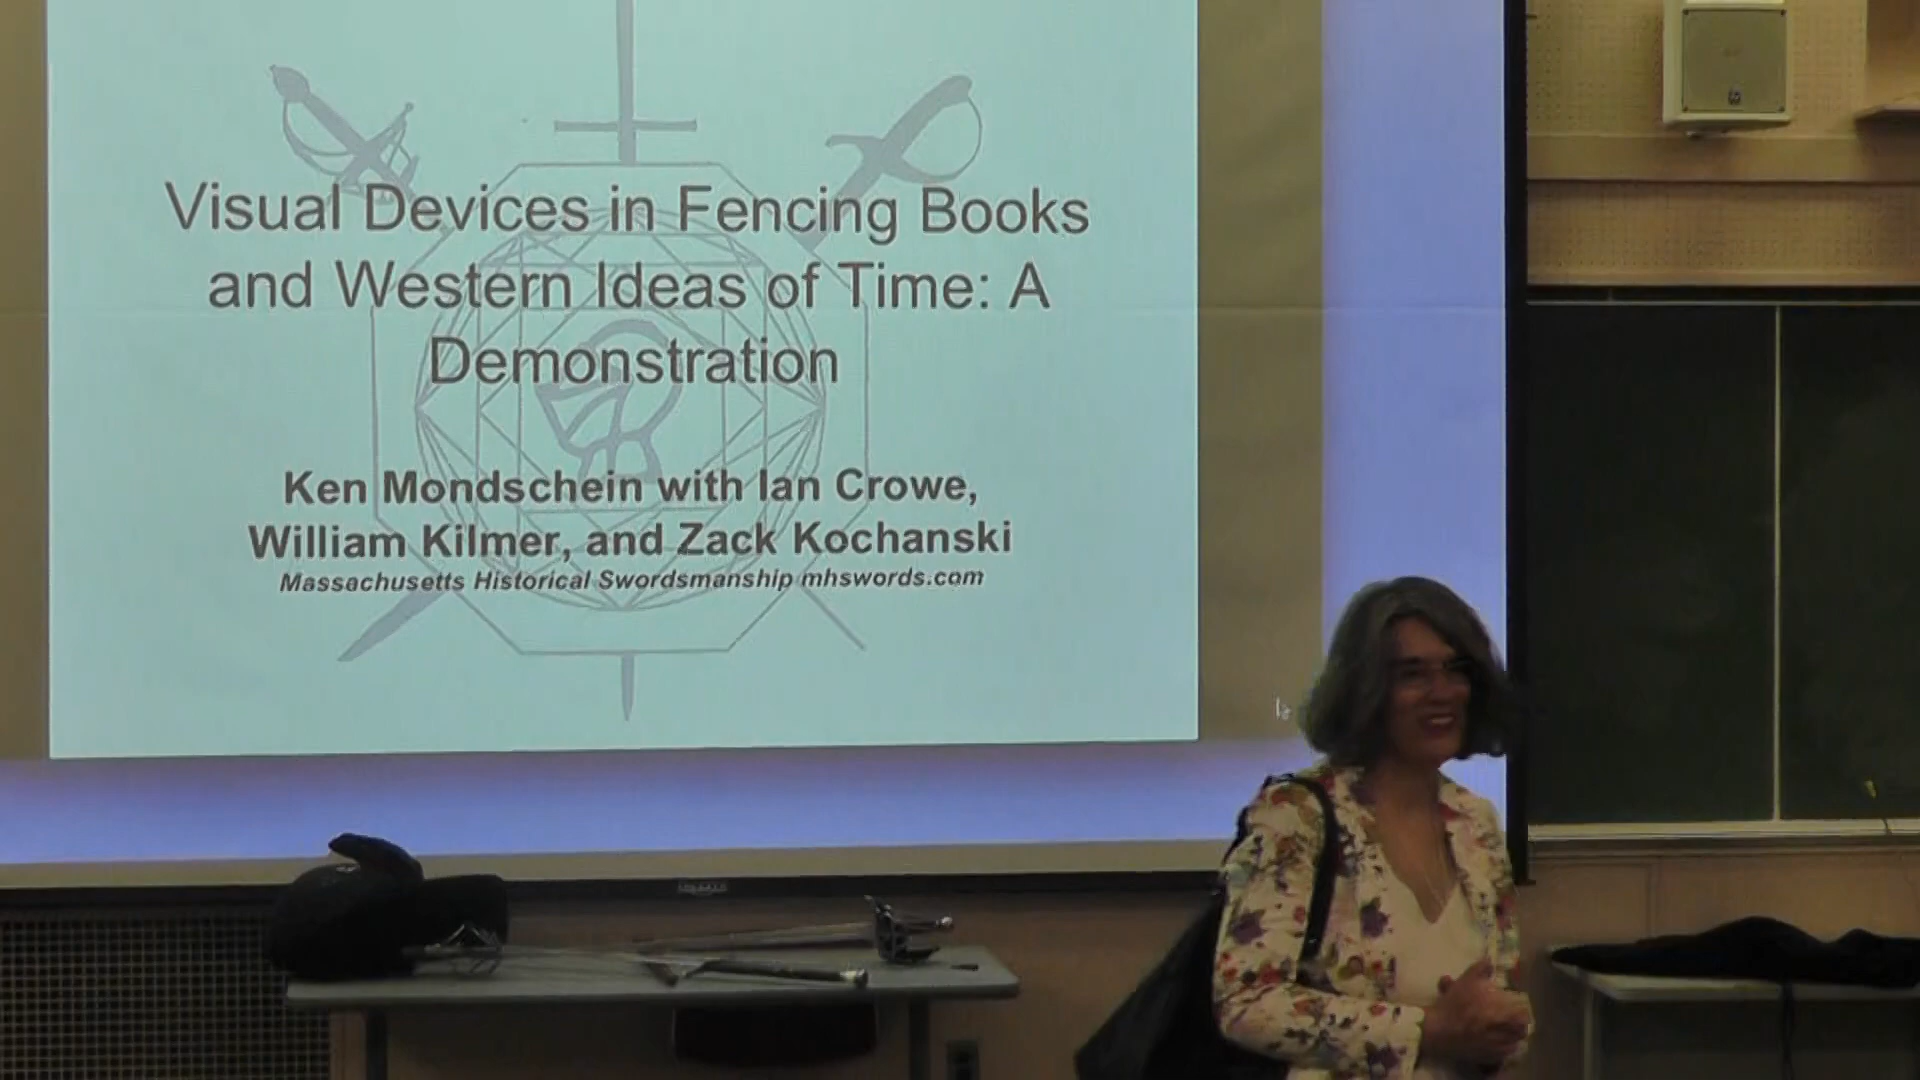 Visual Devices in Fencing Books
and Western Ideas of Time: A
Demonstration
Ken Mondschein with Ian Crowe,
William Kilmer, and Zack Kochanski
Massachusetts Historical Swordsmanship mhswords.com